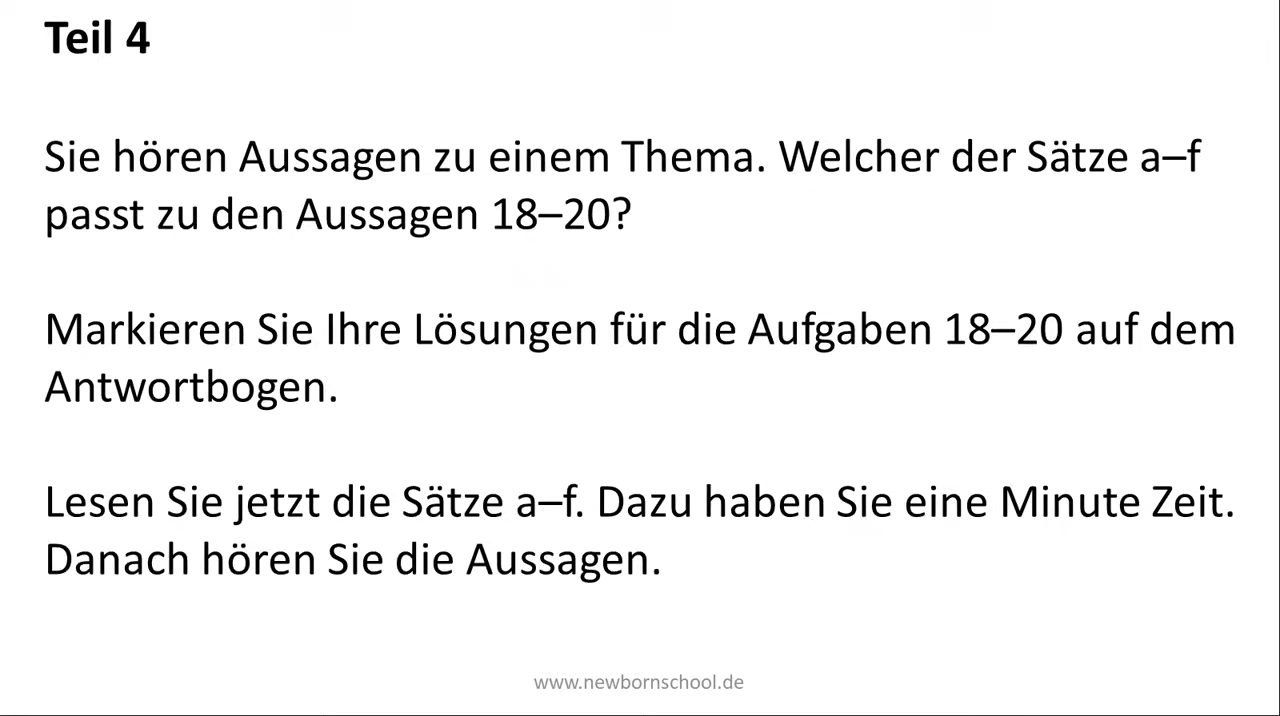 Teil 4
Sie hören Aussagen zu einem Thema. Welcher der Sätze a–f
passt zu den Aussagen 18–20?
Markieren Sie Ihre Lösungen für die Aufgaben 18–20 auf dem
Antwortbogen.
Lesen Sie jetzt die Sätze a–f. Dazu haben Sie eine Minute Zeit.
Danach hören Sie die Aussagen.
www.newbornschool.de